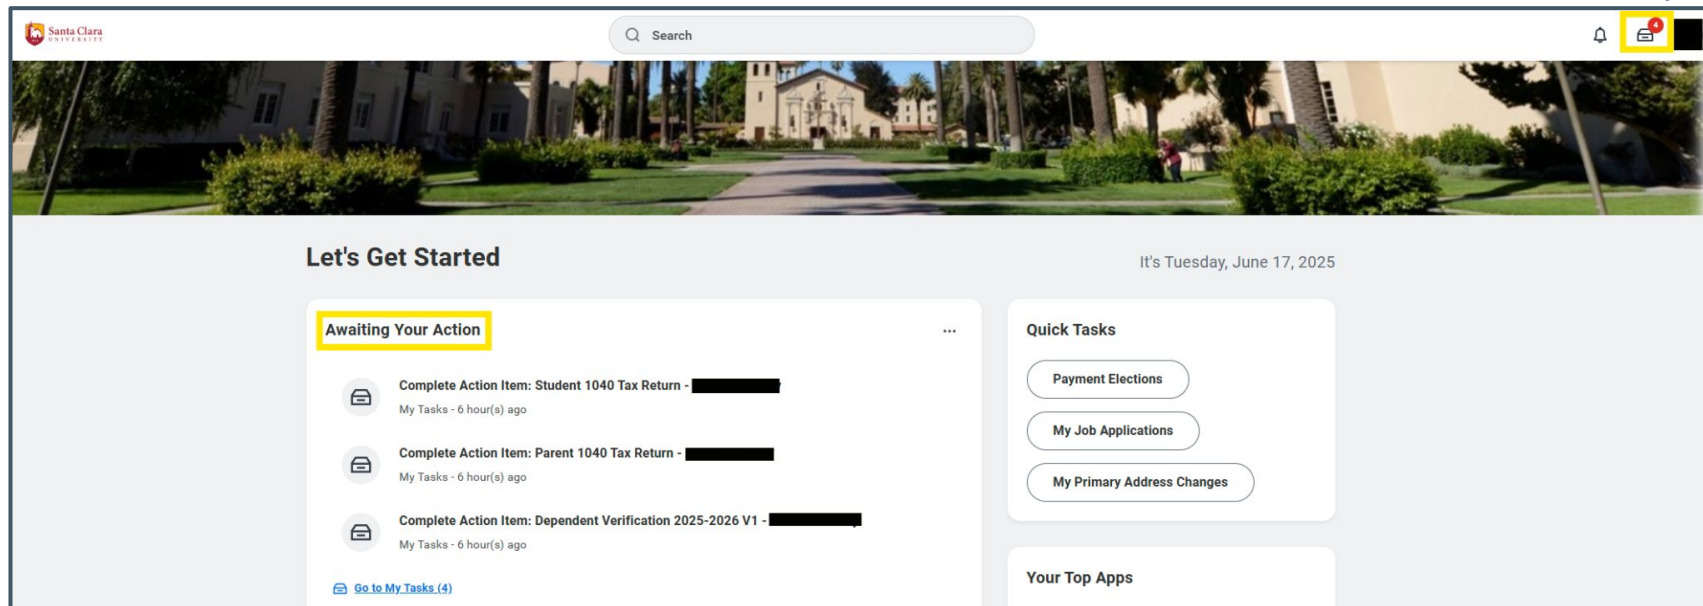 Santa Clara
UNIVERSITY
Search
4
Let's Get Started
It's Tuesday, June 17, 2025
Awaiting Your Action
...
Complete Action Item: Student 1040 Tax Return -
My Tasks - 6 hour(s) ago
Complete Action Item: Parent 1040 Tax Return -
My Tasks - 6 hour(s) ago
Complete Action Item: Dependent Verification 2025-2026 V1 -
My Tasks - 6 hour(s) ago
Go to My Tasks (4)
Quick Tasks
Payment Elections
My Job Applications
My Primary Address Changes
Your Top Apps